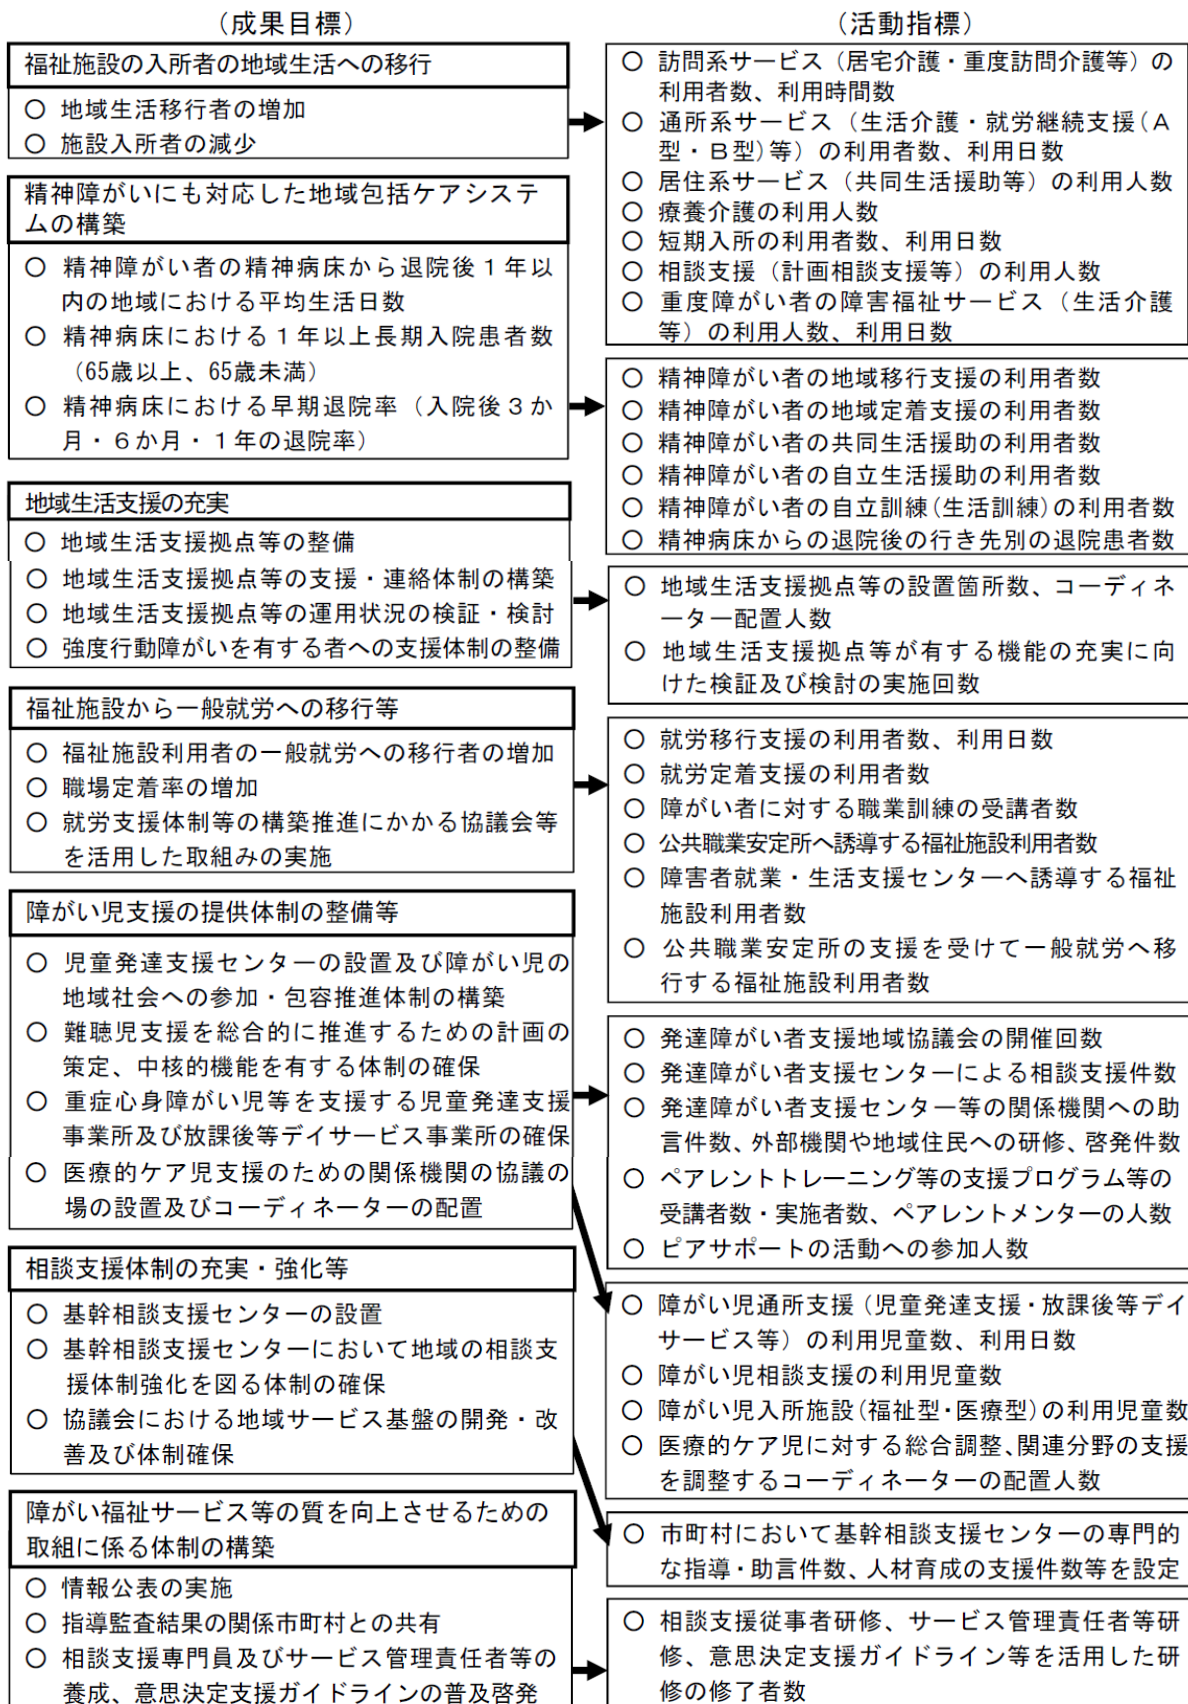 （成果目標）
福祉施設の入所者の地域生活への移行
○ 地域生活移行者の増加
○ 施設入所者の減少
精神障がいにも対応した地域包括ケアシステ
ムの構築
○ 精神障がい者の精神病床から退院後１年以
内の地域における平均生活日数
○ 精神病床における１年以上長期入院患者数
（65歳以上、65歳未満）
○ 精神病床における早期退院率（入院後３か
月・６か月・１年の退院率）
地域生活支援の充実
○ 地域生活支援拠点等の整備
○ 地域生活支援拠点等の支援・連絡体制の構築
○ 地域生活支援拠点等の運用状況の検証・検討
○ 強度行動障がいを有する者への支援体制の整備
福祉施設から一般就労への移行等
○ 福祉施設利用者の一般就労への移行者の増加
○ 職場定着率の増加
○ 就労支援体制等の構築推進にかかる協議会等
を活用した取組みの実施
障がい児支援の提供体制の整備等
○ 児童発達支援センターの設置及び障がい児の
地域社会への参加・包容推進体制の構築
○ 難聴児支援を総合的に推進するための計画の
策定、中核的機能を有する体制の確保
○ 重症心身障がい児等を支援する児童発達支援
事業所及び放課後等デイサービス事業所の確保
○ 医療的ケア児支援のための関係機関の協議の
場の設置及びコーディネーターの配置
相談支援体制の充実・強化等
○ 基幹相談支援センターの設置
○ 基幹相談支援センターにおいて地域の相談支
援体制強化を図る体制の確保
○ 協議会における地域サービス基盤の開発・改
善及び体制確保
障がい福祉サービス等の質を向上させるための
取組に係る体制の構築
○ 情報公表の実施
○ 指導監査結果の関係市町村との共有
○ 相談支援専門員及びサービス管理責任者等の
養成、意思決定支援ガイドラインの普及啓発
（活動指標）
○ 訪問系サービス（居宅介護・重度訪問介護等）の
利用者数、利用時間数
○ 通所系サービス（生活介護・就労継続支援（Ａ
型・Ｂ型）等）の利用者数、利用日数
○ 居住系サービス（共同生活援助等）の利用人数
○ 療養介護の利用人数
○ 短期入所の利用者数、利用日数
○ 相談支援（計画相談支援等）の利用人数
○ 重度障がい者の障害福祉サービス（生活介護
等）の利用人数、利用日数
○ 精神障がい者の地域移行支援の利用者数
○ 精神障がい者の地域定着支援の利用者数
○ 精神障がい者の共同生活援助の利用者数
○ 精神障がい者の自立生活援助の利用者数
○ 精神障がい者の自立訓練（生活訓練）の利用者数
○ 精神病床からの退院後の行き先別の退院患者数
○ 地域生活支援拠点等の設置箇所数、コーディネ
ーター配置人数
○ 地域生活支援拠点等が有する機能の充実に向
けた検証及び検討の実施回数
○ 就労移行支援の利用者数、利用日数
○ 就労定着支援の利用者数
○ 障がい者に対する職業訓練の受講者数
○ 公共職業安定所へ誘導する福祉施設利用者数
○ 障害者就業・生活支援センターへ誘導する福祉
施設利用者数
○ 公共職業安定所の支援を受けて一般就労へ移
行する福祉施設利用者数
○ 発達障がい者支援地域協議会の開催回数
○ 発達障がい者支援センターによる相談支援件数
○ 発達障がい者支援センター等の関係機関への助
言件数、外部機関や地域住民への研修、啓発件数
○ ペアレントトレーニング等の支援プログラム等の
受講者数・実施者数、ペアレントメンターの人数
○ ピアサポートの活動への参加人数
○ 障がい児通所支援（児童発達支援・放課後等デイ
サービス等）の利用児童数、利用日数
○ 障がい児相談支援の利用児童数
○ 障がい児入所施設（福祉型・医療型）の利用児童数
○ 医療的ケア児に対する総合調整、関連分野の支援
を調整するコーディネーターの配置人数
○ 市町村において基幹相談支援センターの専門的
な指導・助言件数、人材育成の支援件数等を設定
○ 相談支援従事者研修、サービス管理責任者等研
修、意思決定支援ガイドライン等を活用した研
修の修了者数